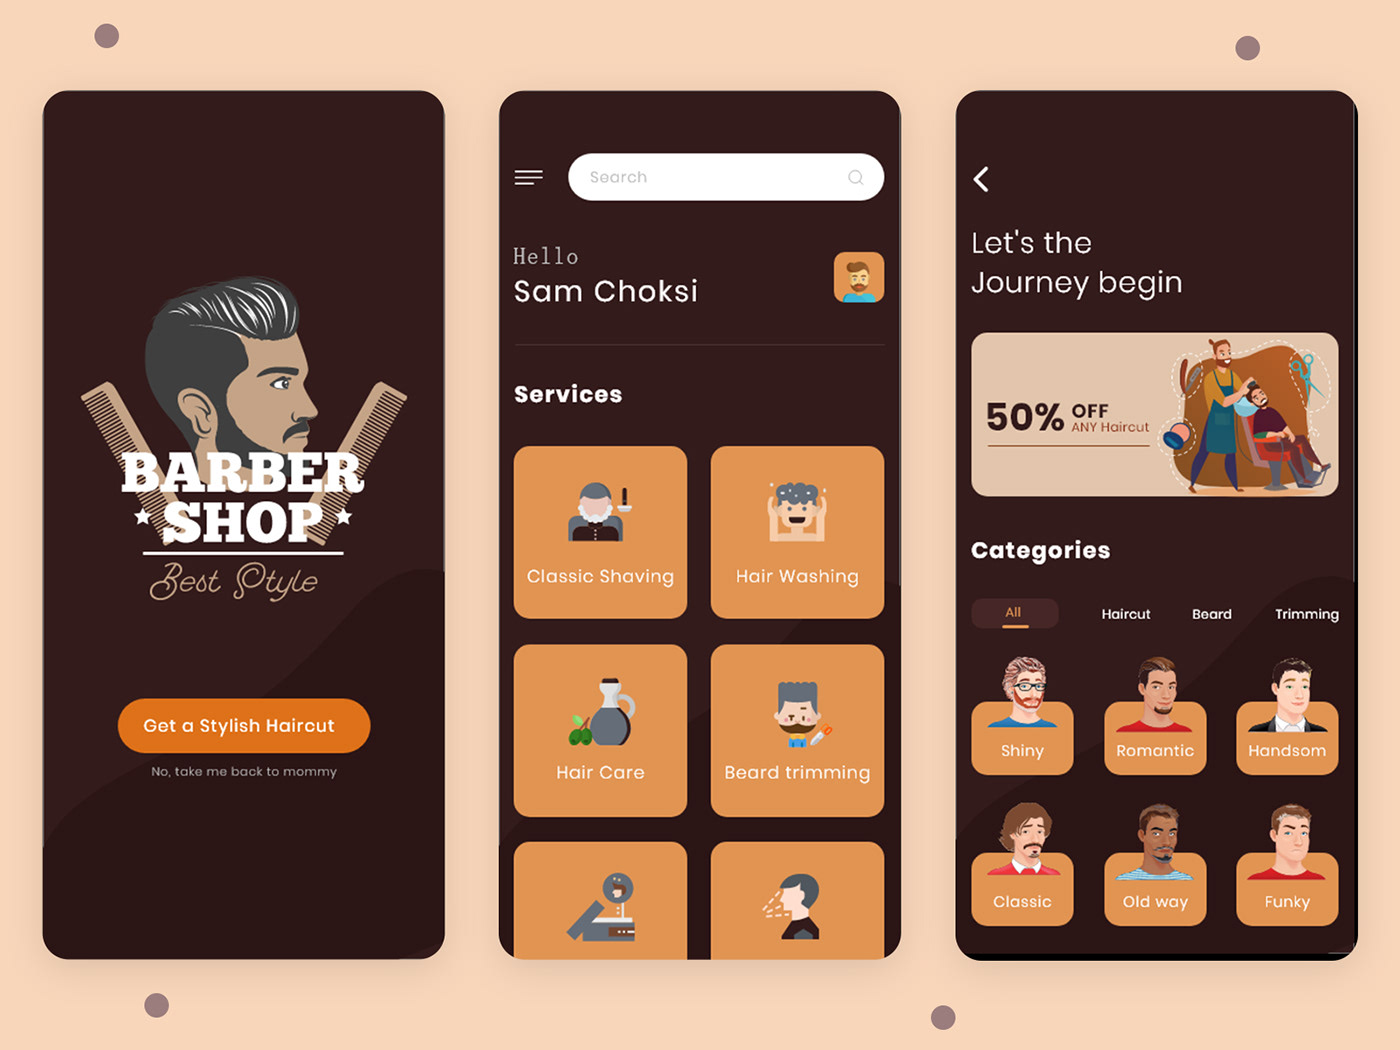 BARBER
SHOP
Best Style
Get a Stylish Haircut
No, take me back to mommy
Search
Hello
Sam Choksi
Services
Classic Shaving
Hair Washing
Hair Care
Beard trimming
Let's the
Journey begin
50% OFF
ANY Haircut
Categories
All Haircut Beard Trimming
Shiny Romantic Handsom
Classic Old way Funky